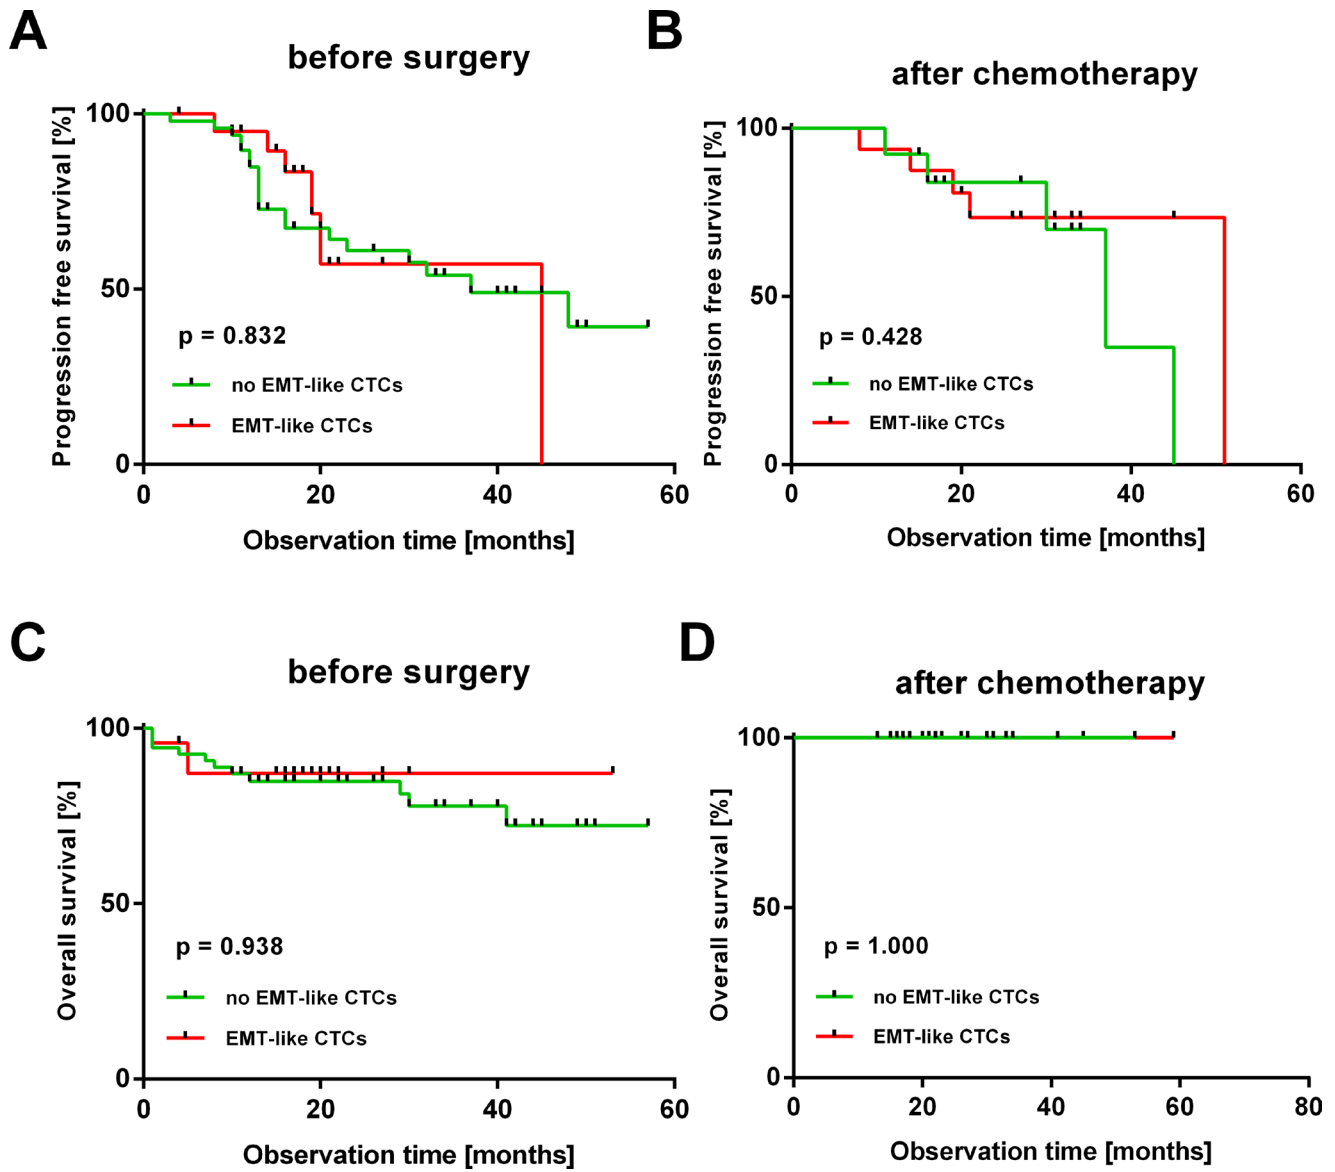 A
before surgery
Progression free survival [%]
100
50
0
p = 0.832
no EMT-like CTCs
EMT-like CTCs
0 20 40 60
Observation time [months]
B
after chemotherapy
Progression free survival [%]
100
50
0
p = 0.428
no EMT-like CTCs
EMT-like CTCs
0 20 40 60
Observation time [months]
C
before surgery
Overall survival [%]
100
50
0
p = 0.938
no EMT-like CTCs
EMT-like CTCs
0 20 40 60
Observation time [months]
D
after chemotherapy
Overall survival [%]
100
50
0
p = 1.000
no EMT-like CTCs
EMT-like CTCs
0 20 40 60 80
Observation time [months]